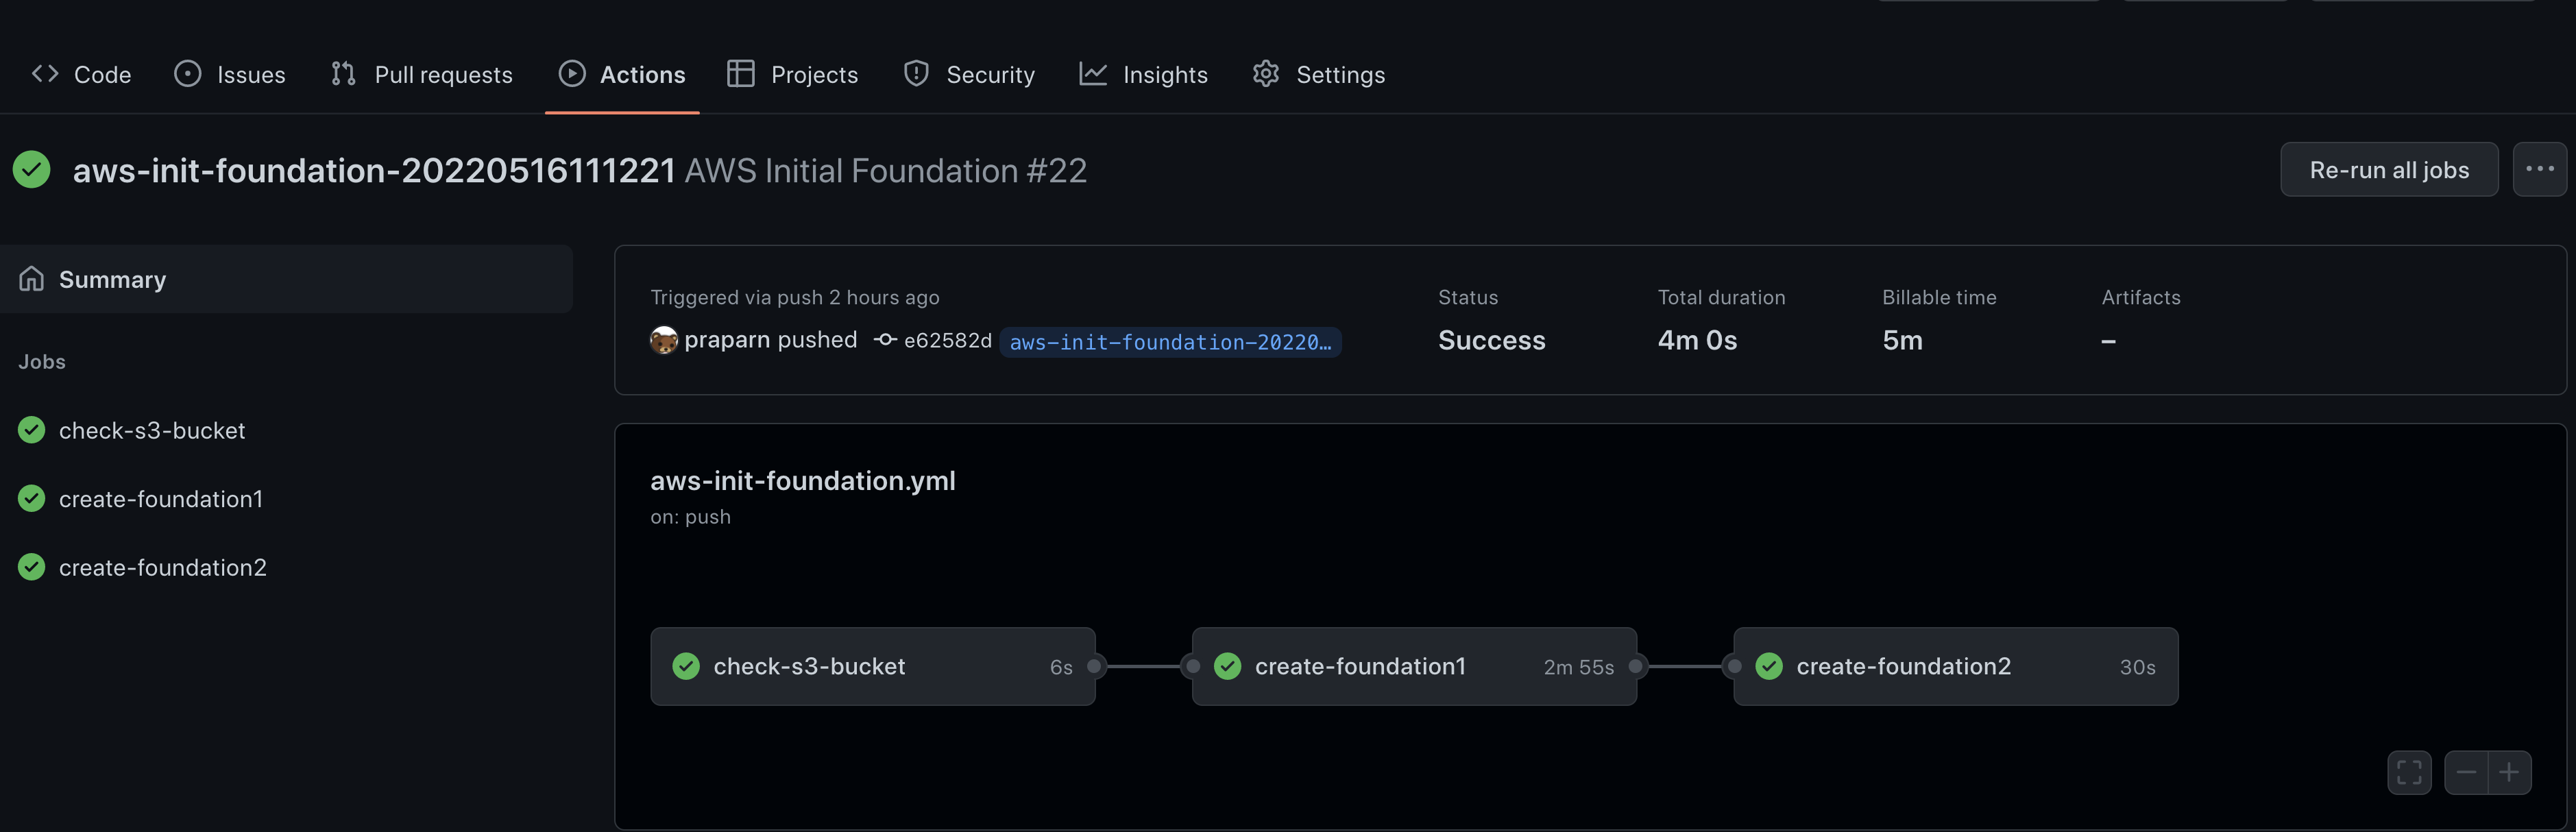 Code Issues Pull requests Actions Projects Security Insights Settings
aws-init-foundation-20220516111221 AWS Initial Foundation #22
Re-run all jobs
Summary
Jobs
check-s3-bucket
create-foundation1
create-foundation2
Triggered via push 2 hours ago
praparn pushed e62582d aws-init-foundation-20220…
Status
Success
Total duration
4m 0s
Billable time
5m
Artifacts
–
aws-init-foundation.yml
on: push
check-s3-bucket 6s
create-foundation1 2m 55s
create-foundation2 30s